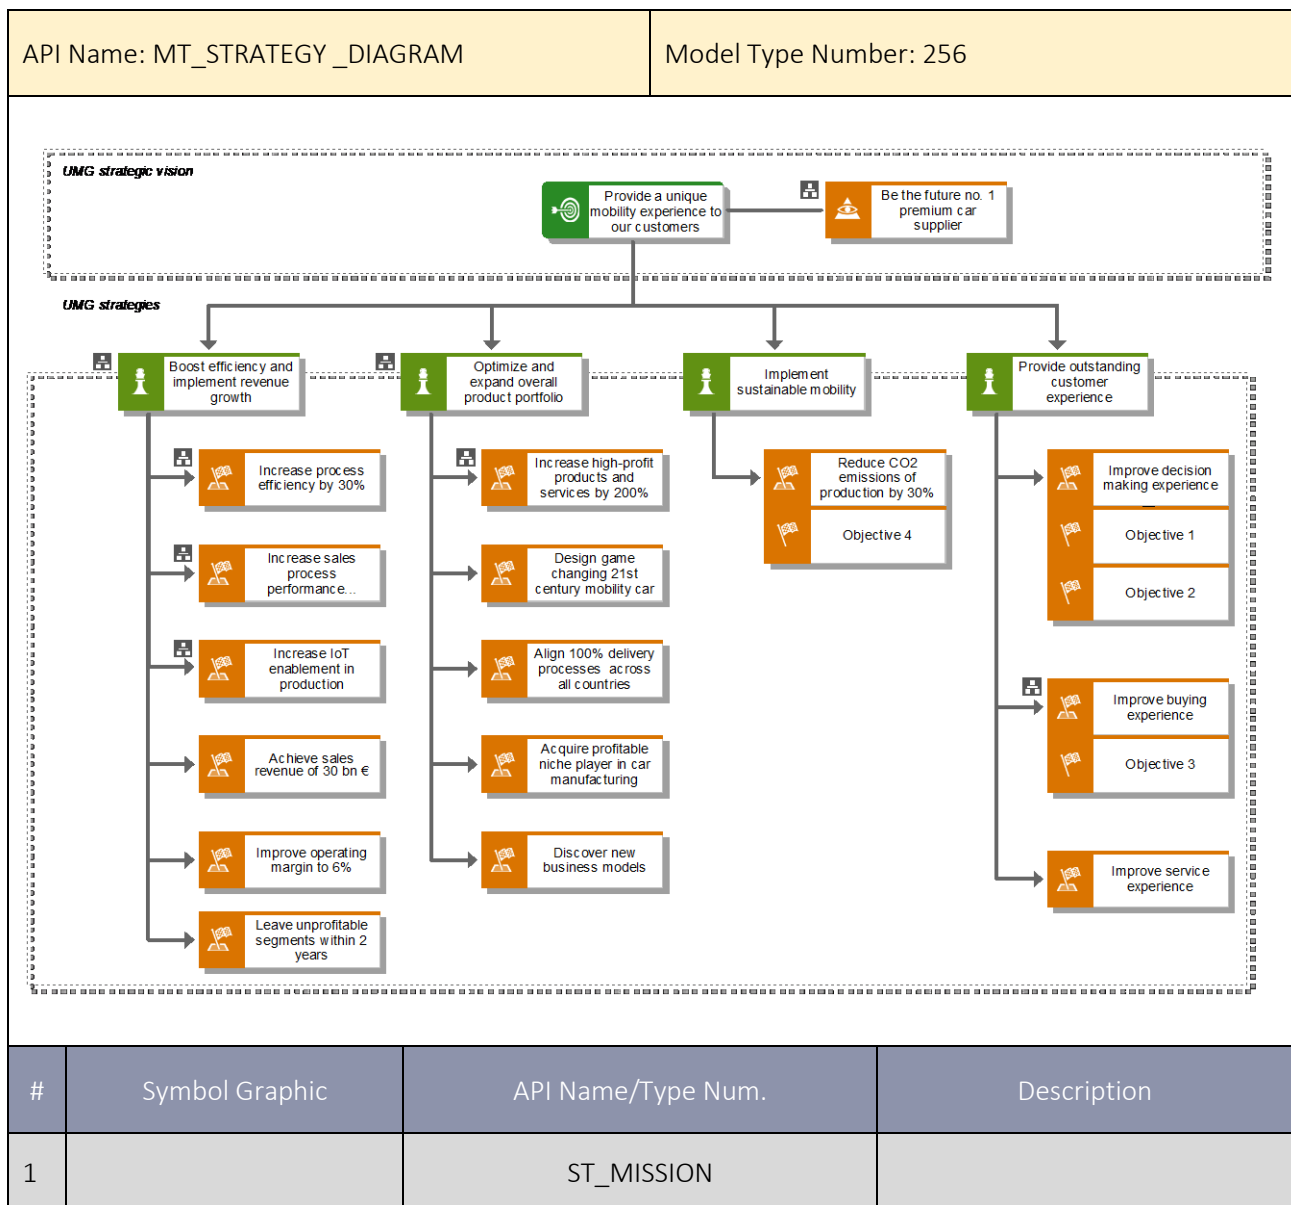 API Name: MT_STRATEGY _DIAGRAM
Model Type Number: 256
UMG strategic vision
Provide a unique
mobility experience to
our customers
Be the future no. 1
premium car
supplier
UMG strategies
Boost efficiency and
implement revenue
growth
Optimize and
expand overall
product portfolio
Implement
sustainable mobility
Provide outstanding
customer
experience
Increase process
efficiency by 30%
Increase sales
process
performance...
Increase IoT
enablement in
production
Achieve sales
revenue of 30 bn €
Improve operating
margin to 6%
Leave unprofitable
segments within 2
years
Increase high-profit
products and
services by 200%
Design game
changing 21st
century mobility car
Align 100% delivery
processes across
all countries
Acquire profitable
niche player in car
manufacturing
Discover new
business models
Reduce CO2
emissions of
production by 30%
Objective 4
Improve decision
making experience
Objective 1
Objective 2
Improve buying
experience
Objective 3
Improve service
experience
#
Symbol Graphic
API Name/Type Num.
Description
1
ST_MISSION